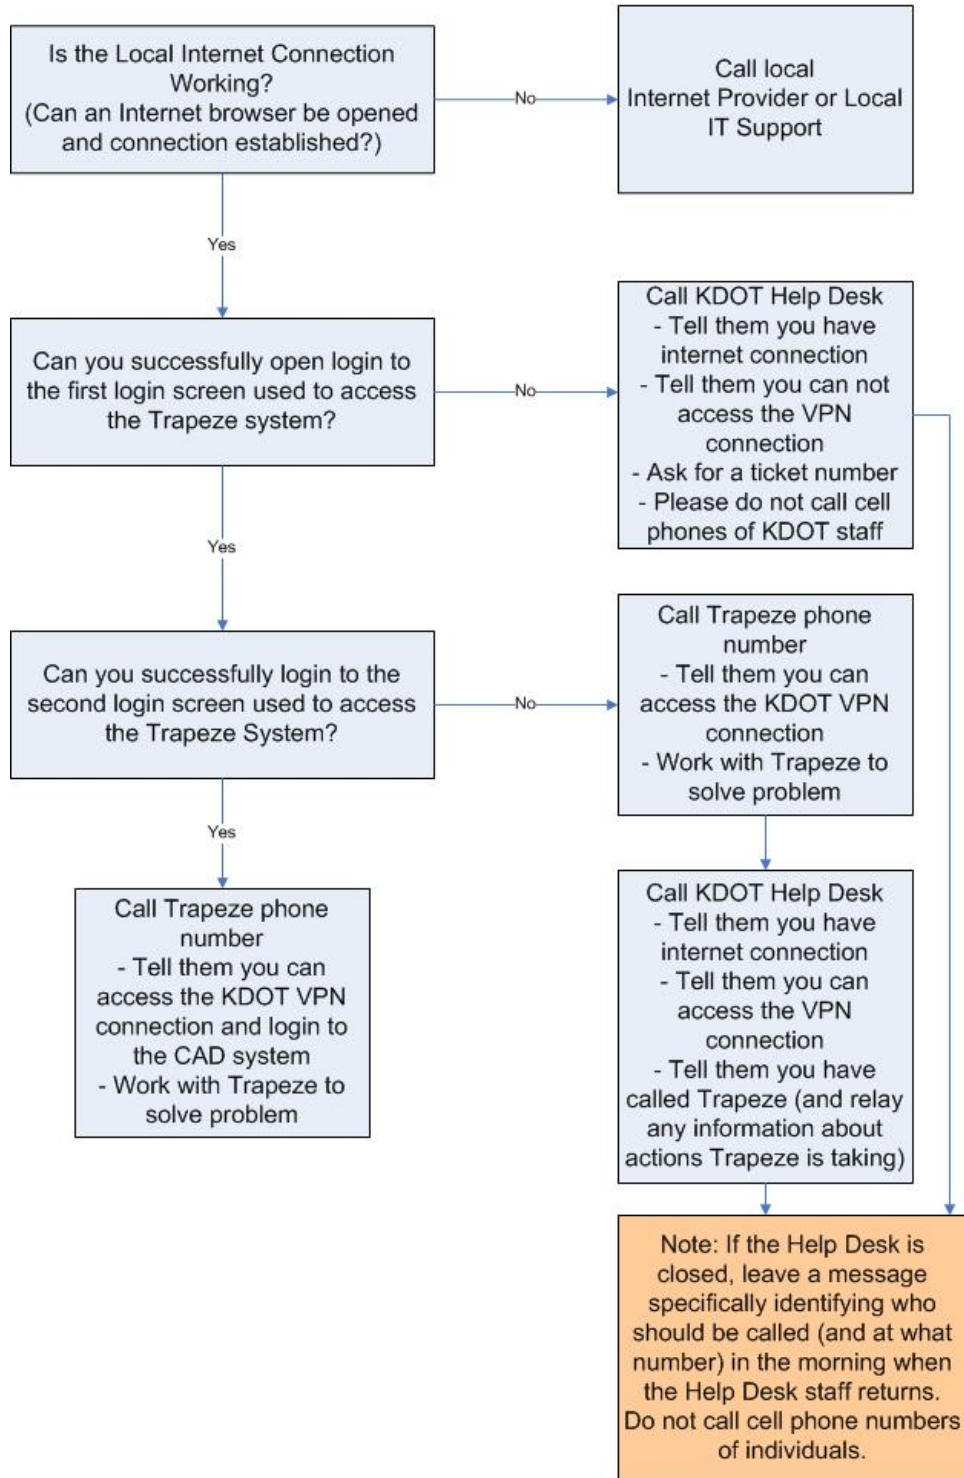 Is the Local Internet Connection
Working?
(Can an Internet browser be opened
and connection established?)
No
Call local
Internet Provider or Local
IT Support
Yes
Can you successfully open login to
the first login screen used to access
the Trapeze system?
No
Call KDOT Help Desk
- Tell them you have
internet connection
- Tell them you can not
access the VPN
connection
- Ask for a ticket number
- Please do not call cell
phones of KDOT staff
Yes
Can you successfully login to the
second login screen used to access
the Trapeze System?
No
Call Trapeze phone
number
- Tell them you can
access the KDOT VPN
connection
- Work with Trapeze to
solve problem
Yes
Call Trapeze phone
number
- Tell them you can
access the KDOT VPN
connection and login to
the CAD system
- Work with Trapeze to
solve problem
Call KDOT Help Desk
- Tell them you have
internet connection
- Tell them you can
access the VPN
connection
- Tell them you have
called Trapeze (and relay
any information about
actions Trapeze is taking)
Note: If the Help Desk is
closed, leave a message
specifically identifying who
should be called (and at what
number) in the morning when
the Help Desk staff returns.
Do not call cell phone numbers
of individuals.